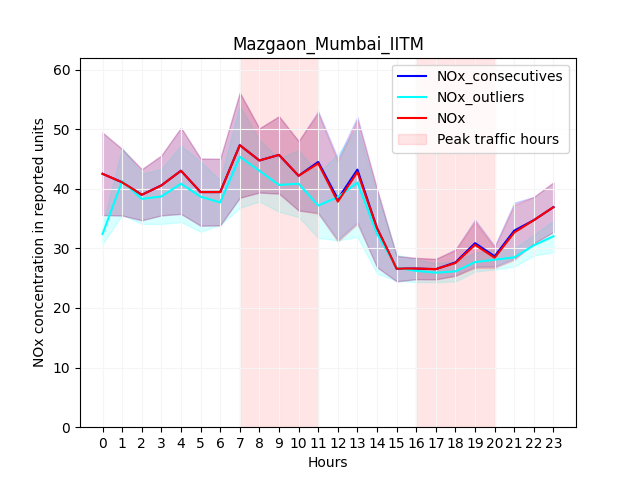 Mazgaon_Mumbai_IITM
NOx_consecutives
NOx_outliers
NOx
Peak traffic hours
NOx concentration in reported units
60
50
40
30
20
10
0
0 1 2 3 4 5 6 7 8 9 10 11 12 13 14 15 16 17 18 19 20 21 22 23
Hours